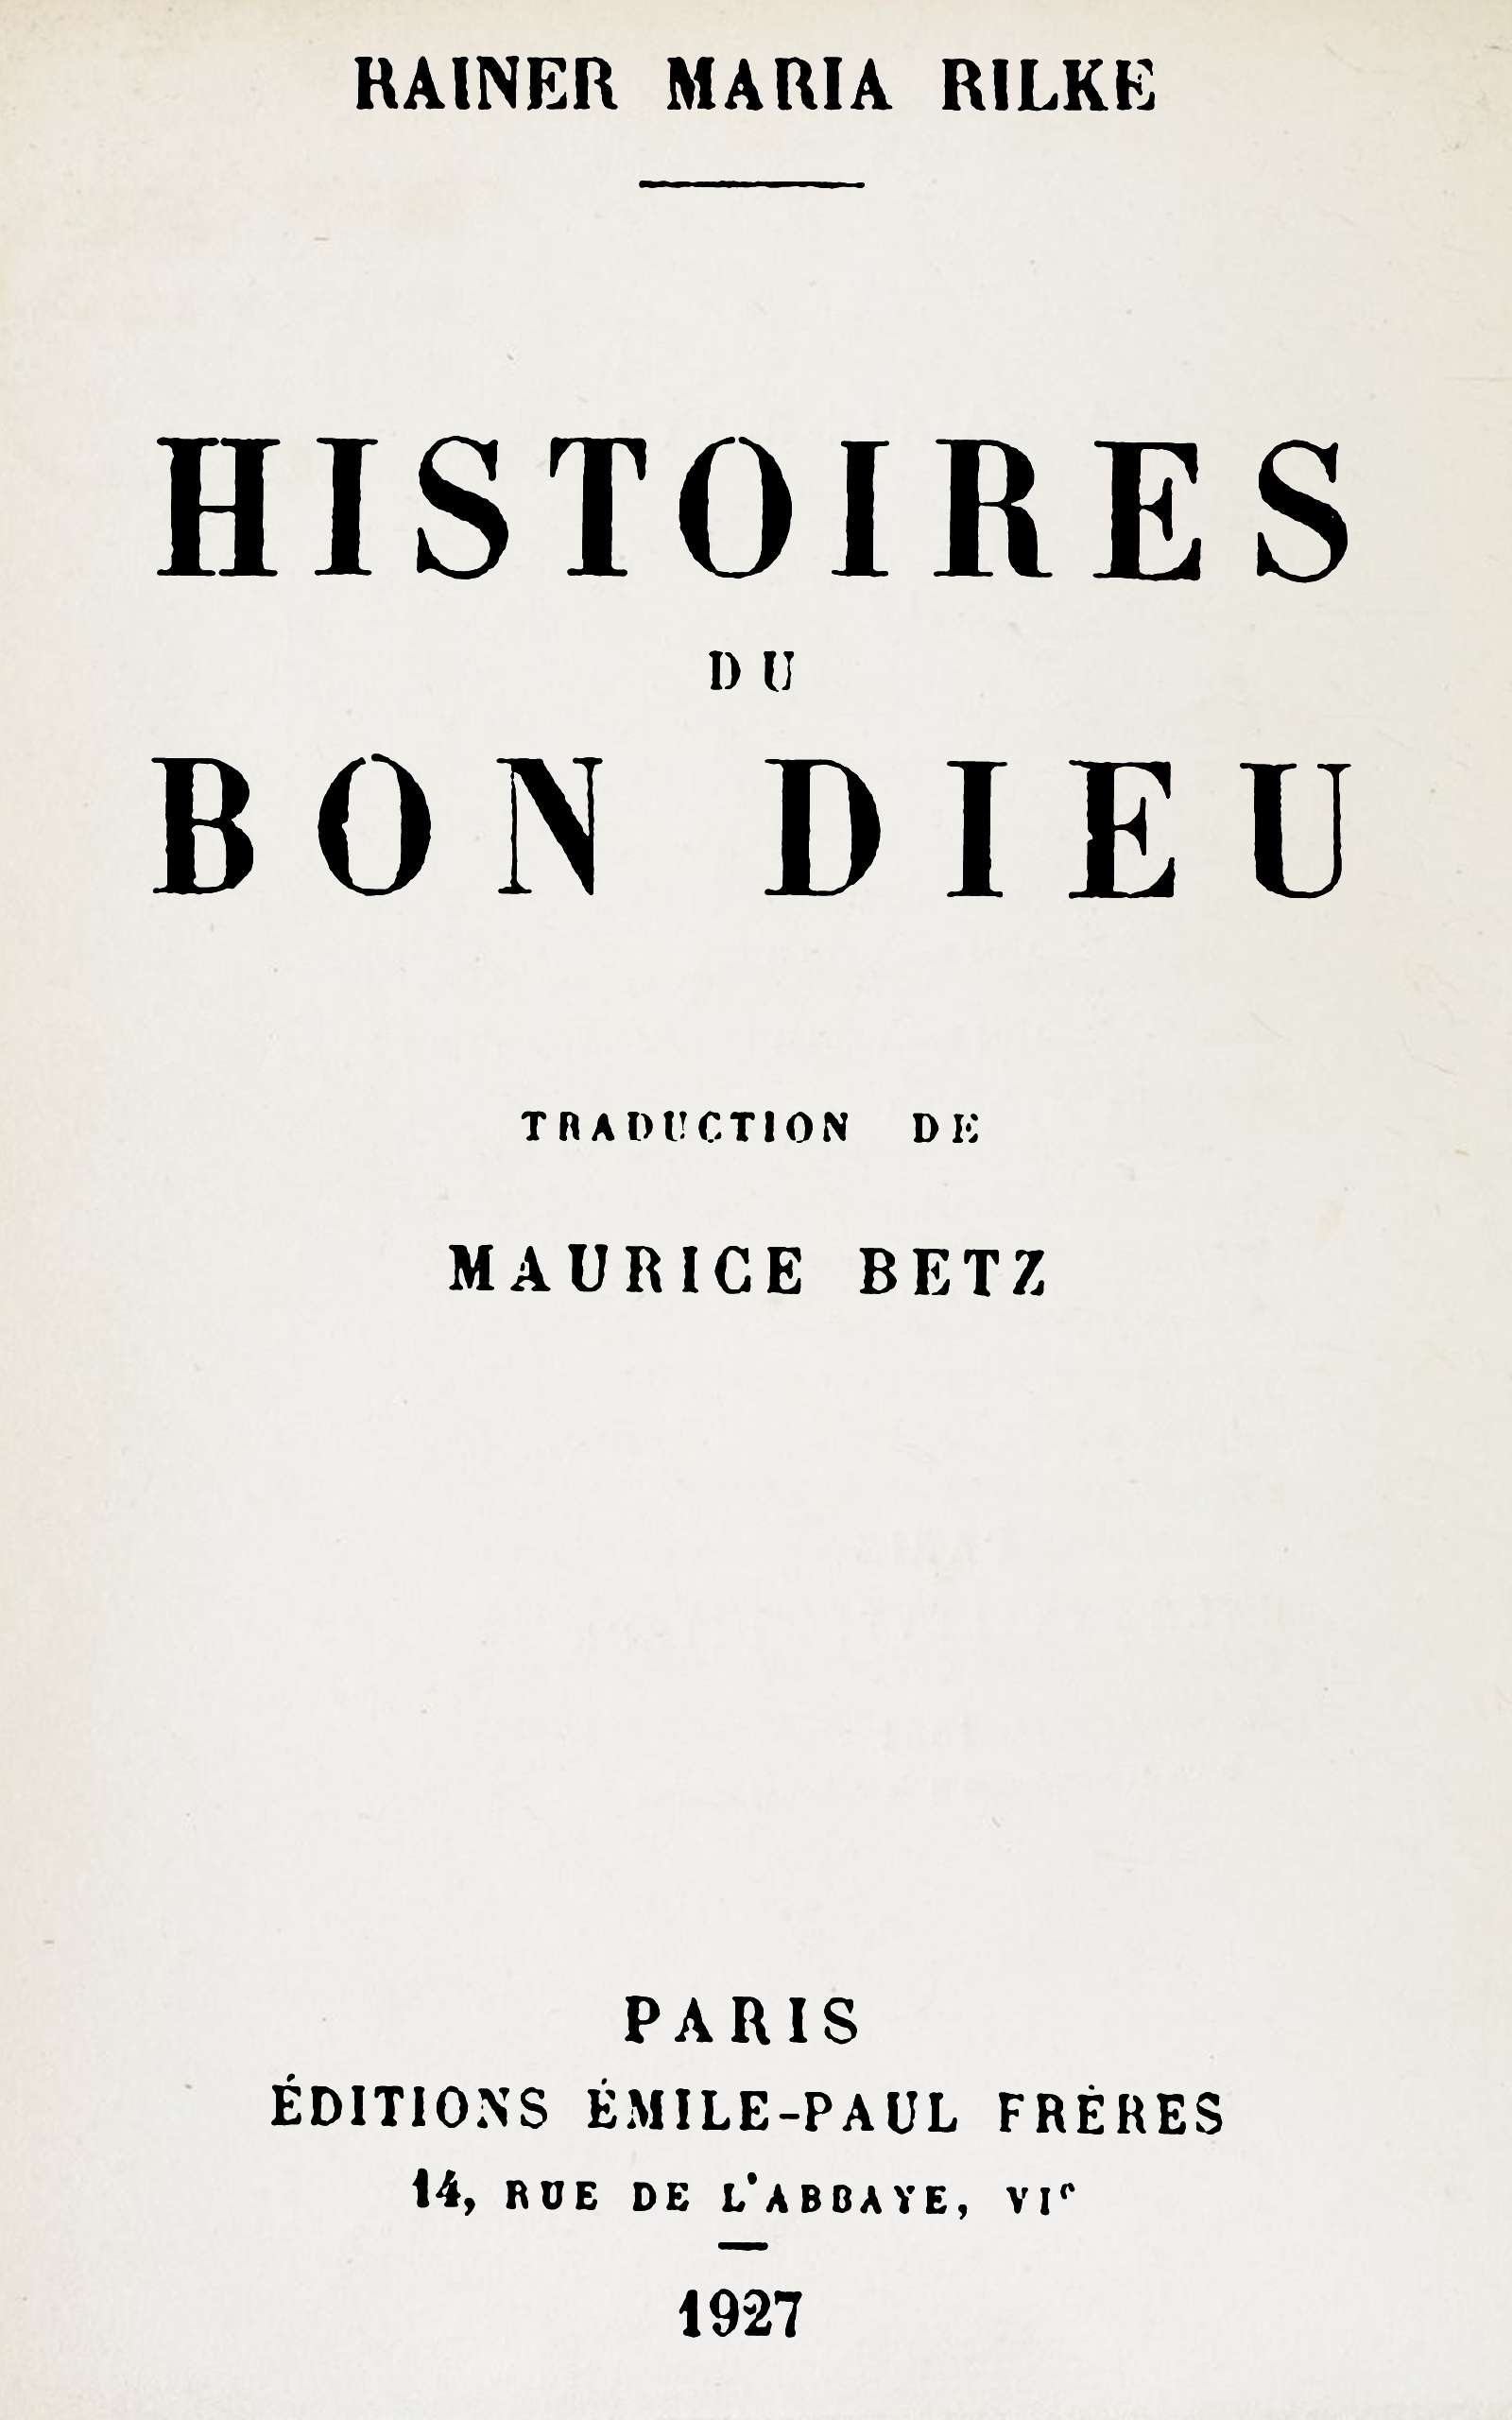 RAINER MARIA RILKE
HISTOIRES
DU
BON DIEU
TRADUCTION DE
MAURICE BETZ
PARIS
ÉDITIONS ÉMILE-PAUL FRÈRES
14, RUE DE L'ABBAYE, VIᵉ
1927